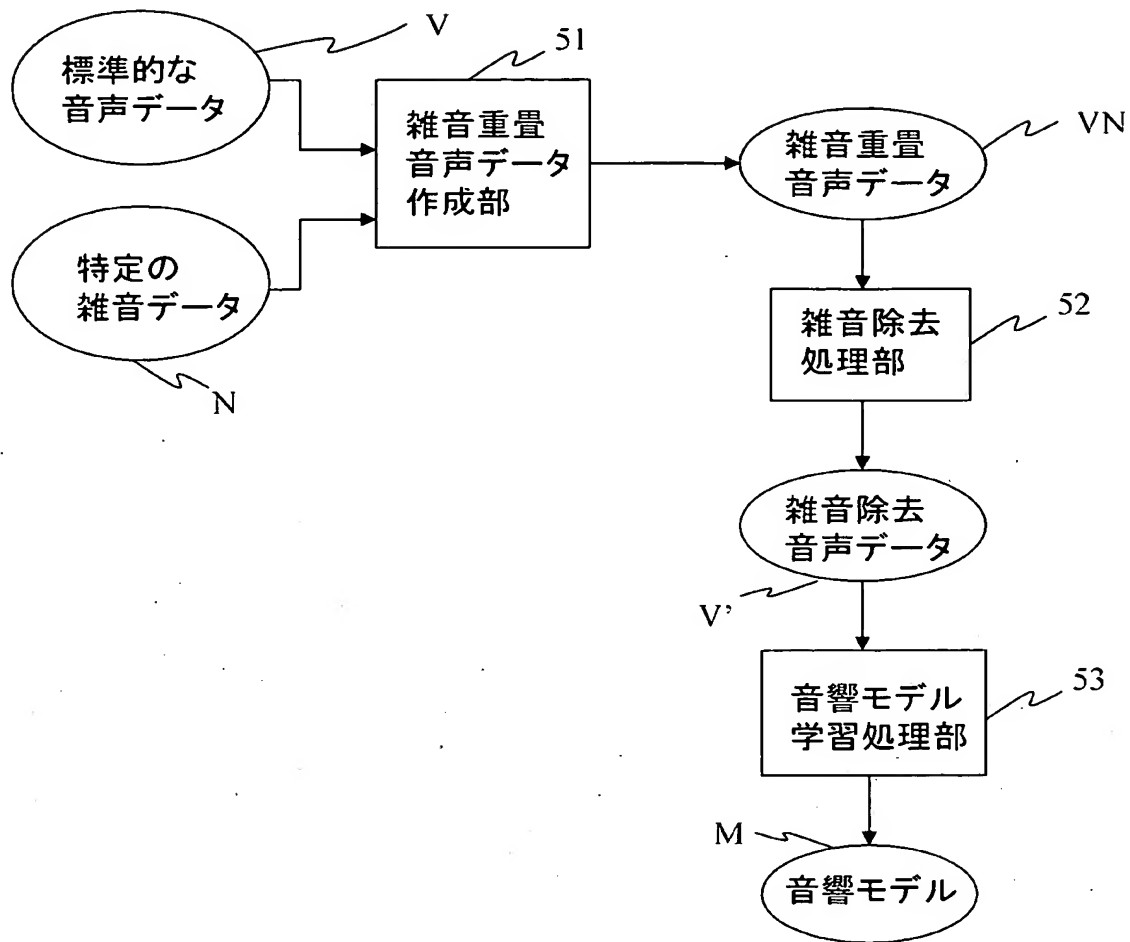 V
標準的な
音声データ
51
雑音重畳
音声データ
作成部
雑音重畳
音声データ
VN
特定の
雑音データ
N
雑音除去
処理部
52
雑音除去
音声データ
V’
音響モデル
学習処理部
53
M
音響モデル